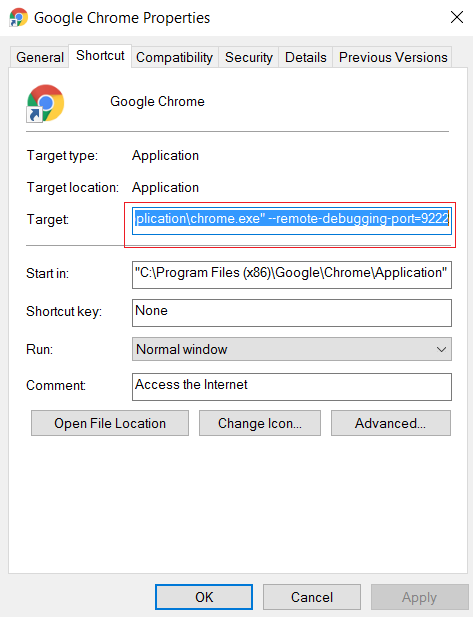 Google Chrome Properties
General Shortcut Compatibility Security Details Previous Versions
Google Chrome
Target type: Application
Target location: Application
Target: plication\chrome.exe" --remote-debugging-port=9222
Start in: "C:\Program Files (x86)\Google\Chrome\Application"
Shortcut key: None
Run: Normal window
Comment: Access the Internet
Open File Location Change Icon... Advanced...
OK Cancel Apply